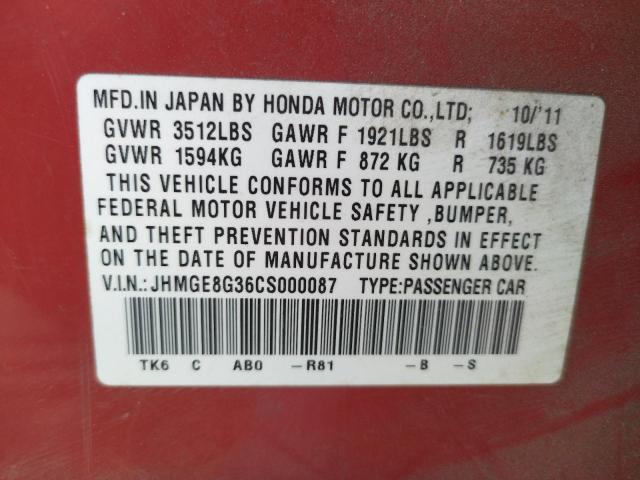 MFD.IN JAPAN BY HONDA MOTOR CO.,LTD; 10/'11
GVWR 3512LBS GAWR F 1921LBS R 1619LBS
GVWR 1594KG GAWR F 872 KG R 735 KG
THIS VEHICLE CONFORMS TO ALL APPLICABLE
FEDERAL MOTOR VEHICLE SAFETY ,BUMPER,
AND THEFT PREVENTION STANDARDS IN EFFECT
ON THE DATE OF MANUFACTURE SHOWN ABOVE.
V.I.N.:JHMGE8G36CS000087 TYPE:PASSENGER CAR
TK6 C AB0 –R81 –B –S